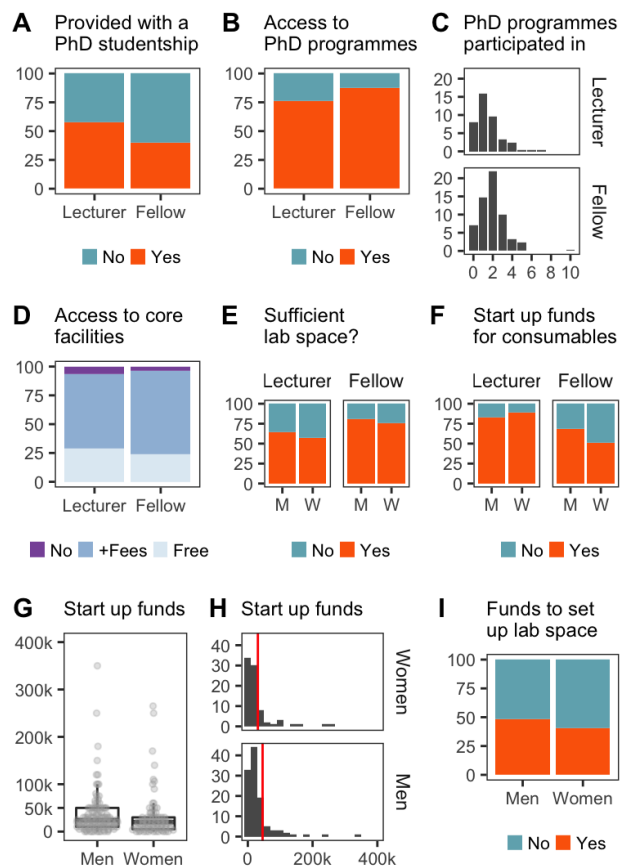 A Provided with a PhD studentship
100
75
50
25
0
Lecturer Fellow
No Yes
B Access to PhD programmes
100
75
50
25
0
Lecturer Fellow
No Yes
C PhD programmes participated in
20
15
10
5
0
Lecturer
20
15
10
5
0
Fellow
0 2 4 6 8 10
D Access to core facilities
100
75
50
25
0
Lecturer Fellow
No +Fees Free
E Sufficient lab space?
Lecturer Fellow
100
75
50
25
0
M W M W
No Yes
F Start up funds for consumables
Lecturer Fellow
100
75
50
25
0
M W M W
No Yes
G Start up funds
400k
300k
200k
100k
50k
0
Men Women
H Start up funds
40
30
20
10
0
Women
40
30
20
10
0
Men
0 200k 400k
I Funds to set up lab space
100
75
50
25
0
Men Women
No Yes